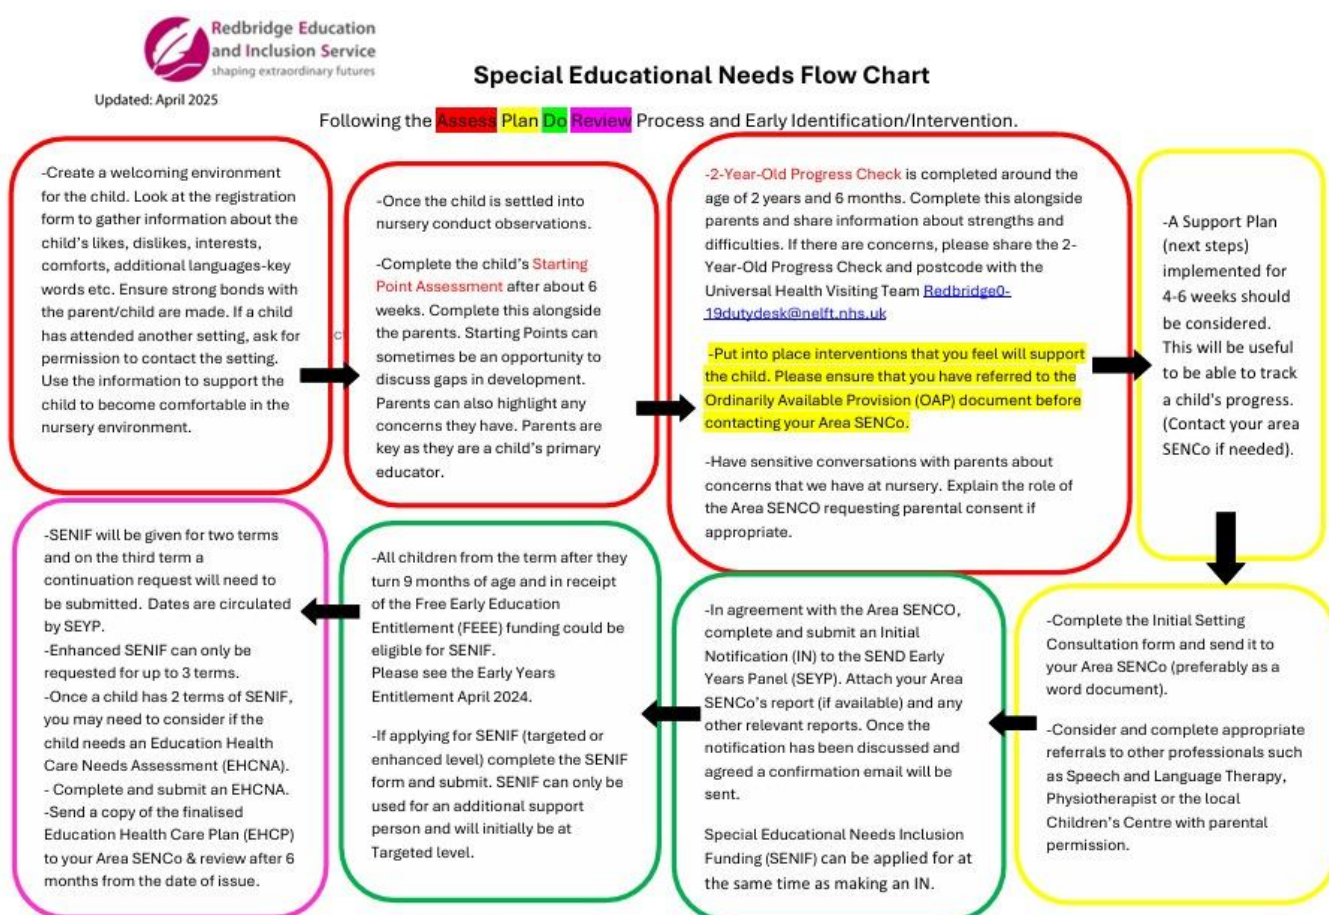 Redbridge Education
and Inclusion Service
shaping extraordinary futures
Updated: April 2025
Special Educational Needs Flow Chart
Following the Assess Plan Do Review Process and Early Identification/Intervention.
-Create a welcoming environment
for the child. Look at the registration
form to gather information about the
child's likes, dislikes, interests,
comforts, additional languages-key
words etc. Ensure strong bonds with
the parent/child are made. If a child
has attended another setting, ask for
permission to contact the setting.
Use the information to support the
child to become comfortable in the
nursery environment.
-Once the child is settled into
nursery conduct observations.
-Complete the child's Starting
Point Assessment after about 6
weeks. Complete this alongside
the parents. Starting Points can
sometimes be an opportunity to
discuss gaps in development.
Parents can also highlight any
concerns they have. Parents are
key as they are a child's primary
educator.
-2-Year-Old Progress Check is completed around the
age of 2 years and 6 months. Complete this alongside
parents and share information about strengths and
difficulties. If there are concerns, please share the 2-
Year-Old Progress Check and postcode with the
Universal Health Visiting Team Redbridge0-
19dutydesk@nelft.nhs.uk
-Put into place interventions that you feel will support
the child. Please ensure that you have referred to the
Ordinarily Available Provision (OAP) document before
contacting your Area SENCo.
-Have sensitive conversations with parents about
concerns that we have at nursery. Explain the role of
the Area SENCO requesting parental consent if
appropriate.
-A Support Plan
(next steps)
implemented for
4-6 weeks should
be considered.
This will be useful
to be able to track
a child's progress.
(Contact your area
SENCo if needed).
-Complete the Initial Setting
Consultation form and send it to
your Area SENCo (preferably as a
word document).
-Consider and complete appropriate
referrals to other professionals such
as Speech and Language Therapy,
Physiotherapist or the local
Children's Centre with parental
permission.
-In agreement with the Area SENCO,
complete and submit an Initial
Notification (IN) to the SEND Early
Years Panel (SEYP). Attach your Area
SENCo's report (if available) and any
other relevant reports. Once the
notification has been discussed and
agreed a confirmation email will be
sent.
Special Educational Needs Inclusion
Funding (SENIF) can be applied for at
the same time as making an IN.
-All children from the term after they
turn 9 months of age and in receipt
of the Free Early Education
Entitlement (FEEE) funding could be
eligible for SENIF.
Please see the Early Years
Entitlement April 2024.
-If applying for SENIF (targeted or
enhanced level) complete the SENIF
form and submit. SENIF can only be
used for an additional support
person and will initially be at
Targeted level.
-SENIF will be given for two terms
and on the third term a
continuation request will need to
be submitted. Dates are circulated
by SEYP.
-Enhanced SENIF can only be
requested for up to 3 terms.
-Once a child has 2 terms of SENIF,
you may need to consider if the
child needs an Education Health
Care Needs Assessment (EHCNA).
- Complete and submit an EHCNA.
-Send a copy of the finalised
Education Health Care Plan (EHCP)
to your Area SENCo & review after 6
months from the date of issue.